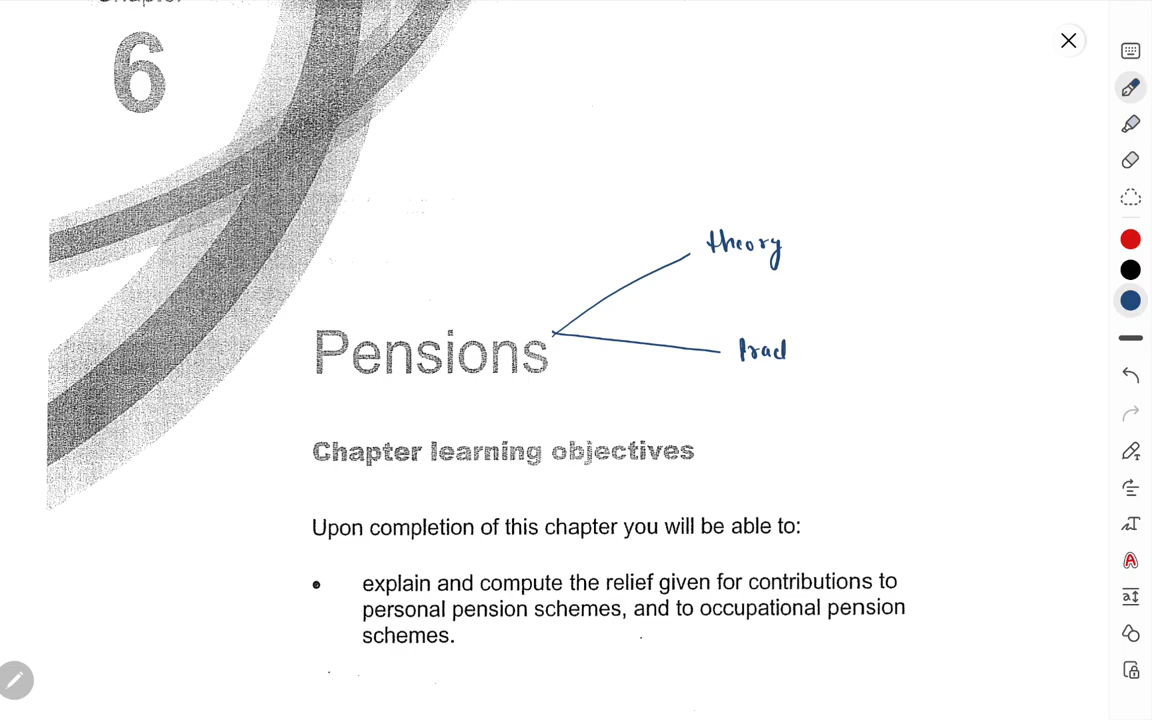 Chapter
6
theory
Pensions
Chapter learning objectives
Upon completion of this chapter you will be able to:
• explain and compute the relief given for contributions to
personal pension schemes, and to occupational pension
schemes.